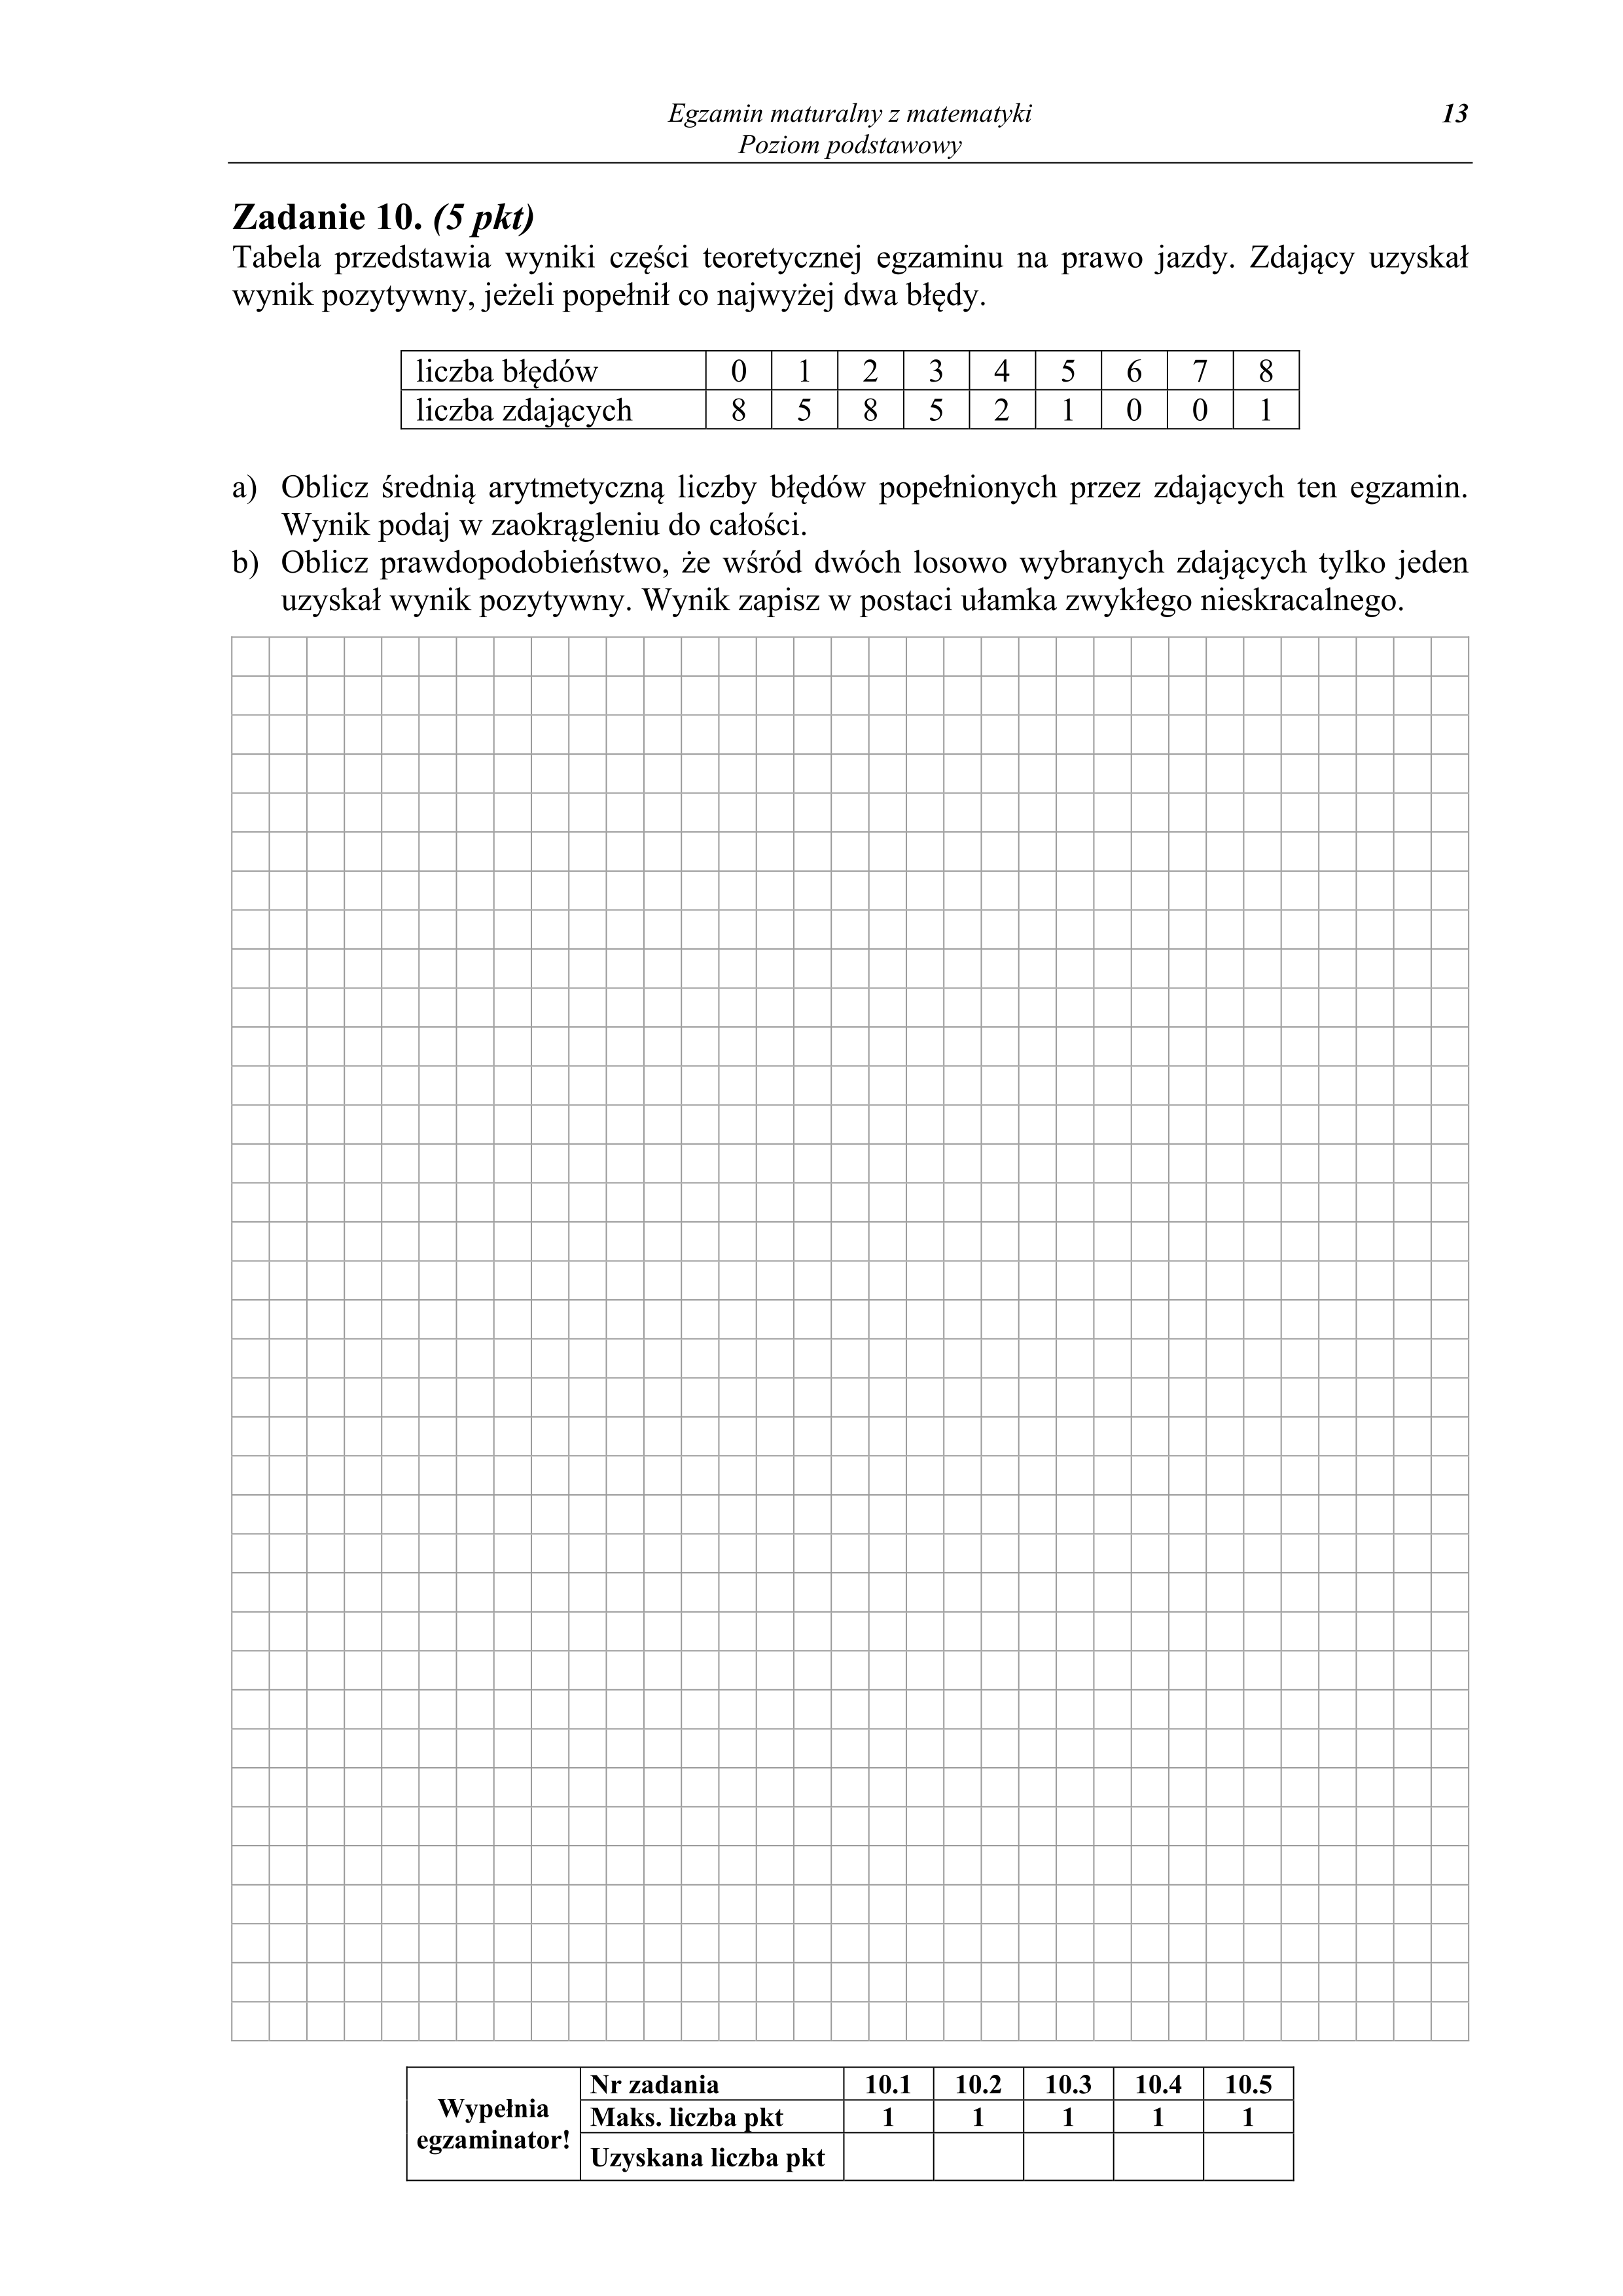 Egzamin maturalny z matematyki 13
Poziom podstawowy
Zadanie 10. (5 pkt)
Tabela przedstawia wyniki części teoretycznej egzaminu na prawo jazdy. Zdający uzyskał
wynik pozytywny, jeżeli popełnił co najwyżej dwa błędy.
liczba błędów 0 1 2 3 4 5 6 7 8
liczba zdających 8 5 8 5 2 1 0 0 1
a) Oblicz średnią arytmetyczną liczby błędów popełnionych przez zdających ten egzamin.
Wynik podaj w zaokrągleniu do całości.
b) Oblicz prawdopodobieństwo, że wśród dwóch losowo wybranych zdających tylko jeden
uzyskał wynik pozytywny. Wynik zapisz w postaci ułamka zwykłego nieskracalnego.
Wypełnia
egzaminator!
Nr zadania 10.1 10.2 10.3 10.4 10.5
Maks. liczba pkt 1 1 1 1 1
Uzyskana liczba pkt